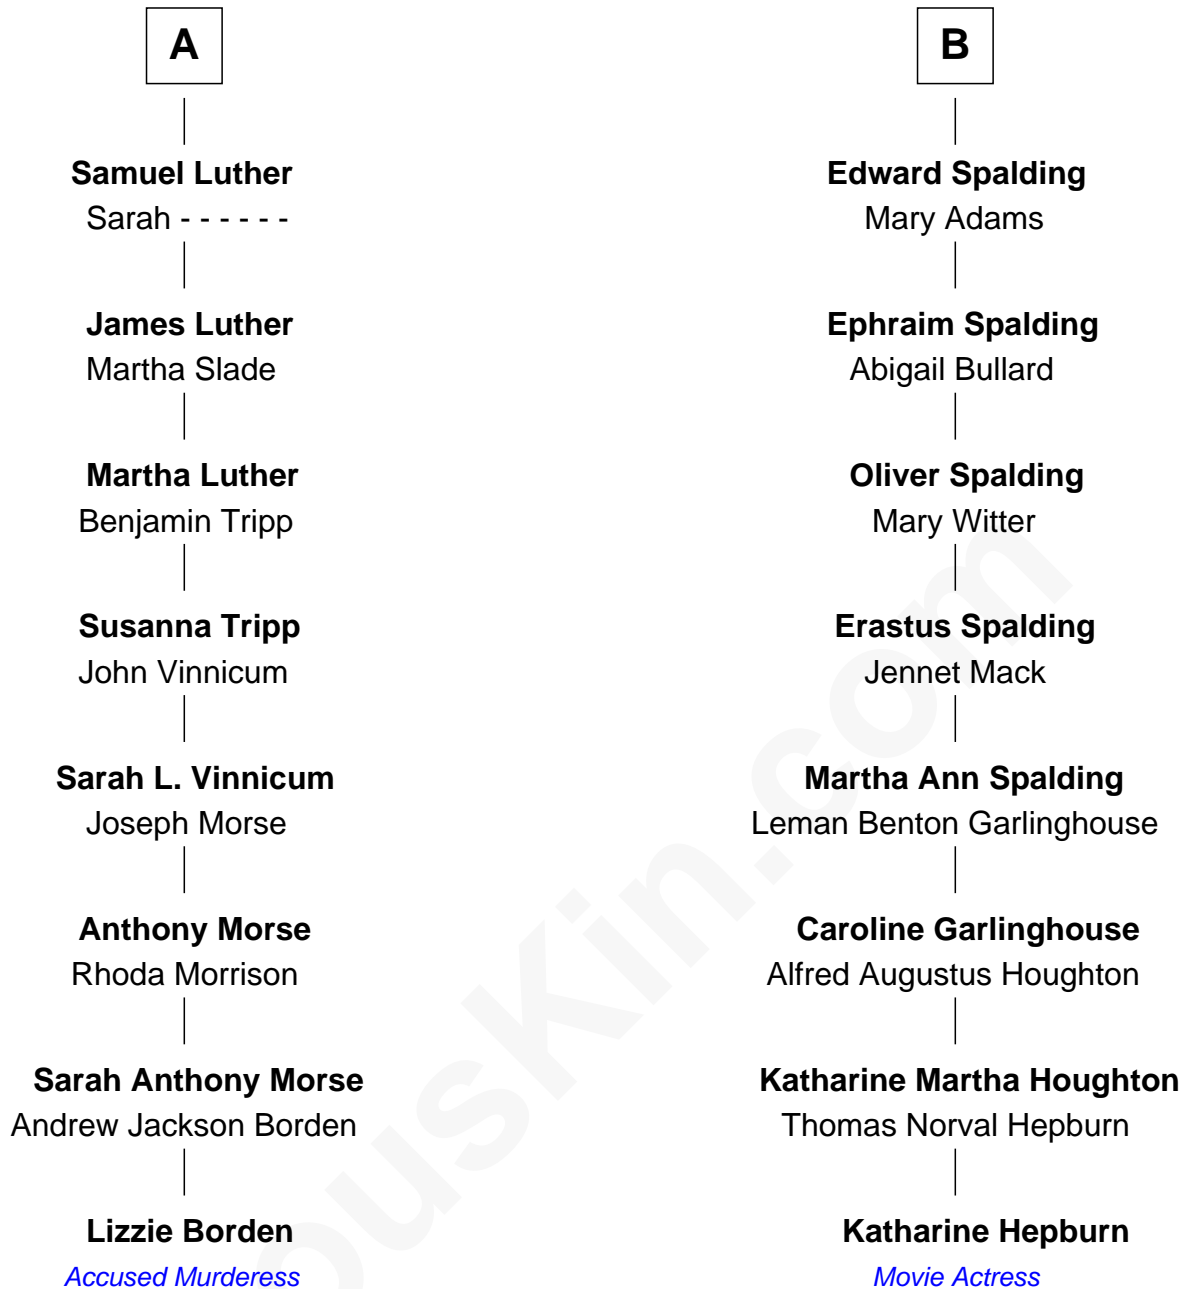 A
Samuel Luther
Sarah - - - - - -
James Luther
Martha Slade
Martha Luther
Benjamin Tripp
Susanna Tripp
John Vinnicum
Sarah L. Vinnicum
Joseph Morse
Anthony Morse
Rhoda Morrison
Sarah Anthony Morse
Andrew Jackson Borden
Lizzie Borden
Accused Murderess
B
Edward Spalding
Mary Adams
Ephraim Spalding
Abigail Bullard
Oliver Spalding
Mary Witter
Erastus Spalding
Jennet Mack
Martha Ann Spalding
Leman Benton Garlinghouse
Caroline Garlinghouse
Alfred Augustus Houghton
Katharine Martha Houghton
Thomas Norval Hepburn
Katharine Hepburn
Movie Actress
ousKin.com